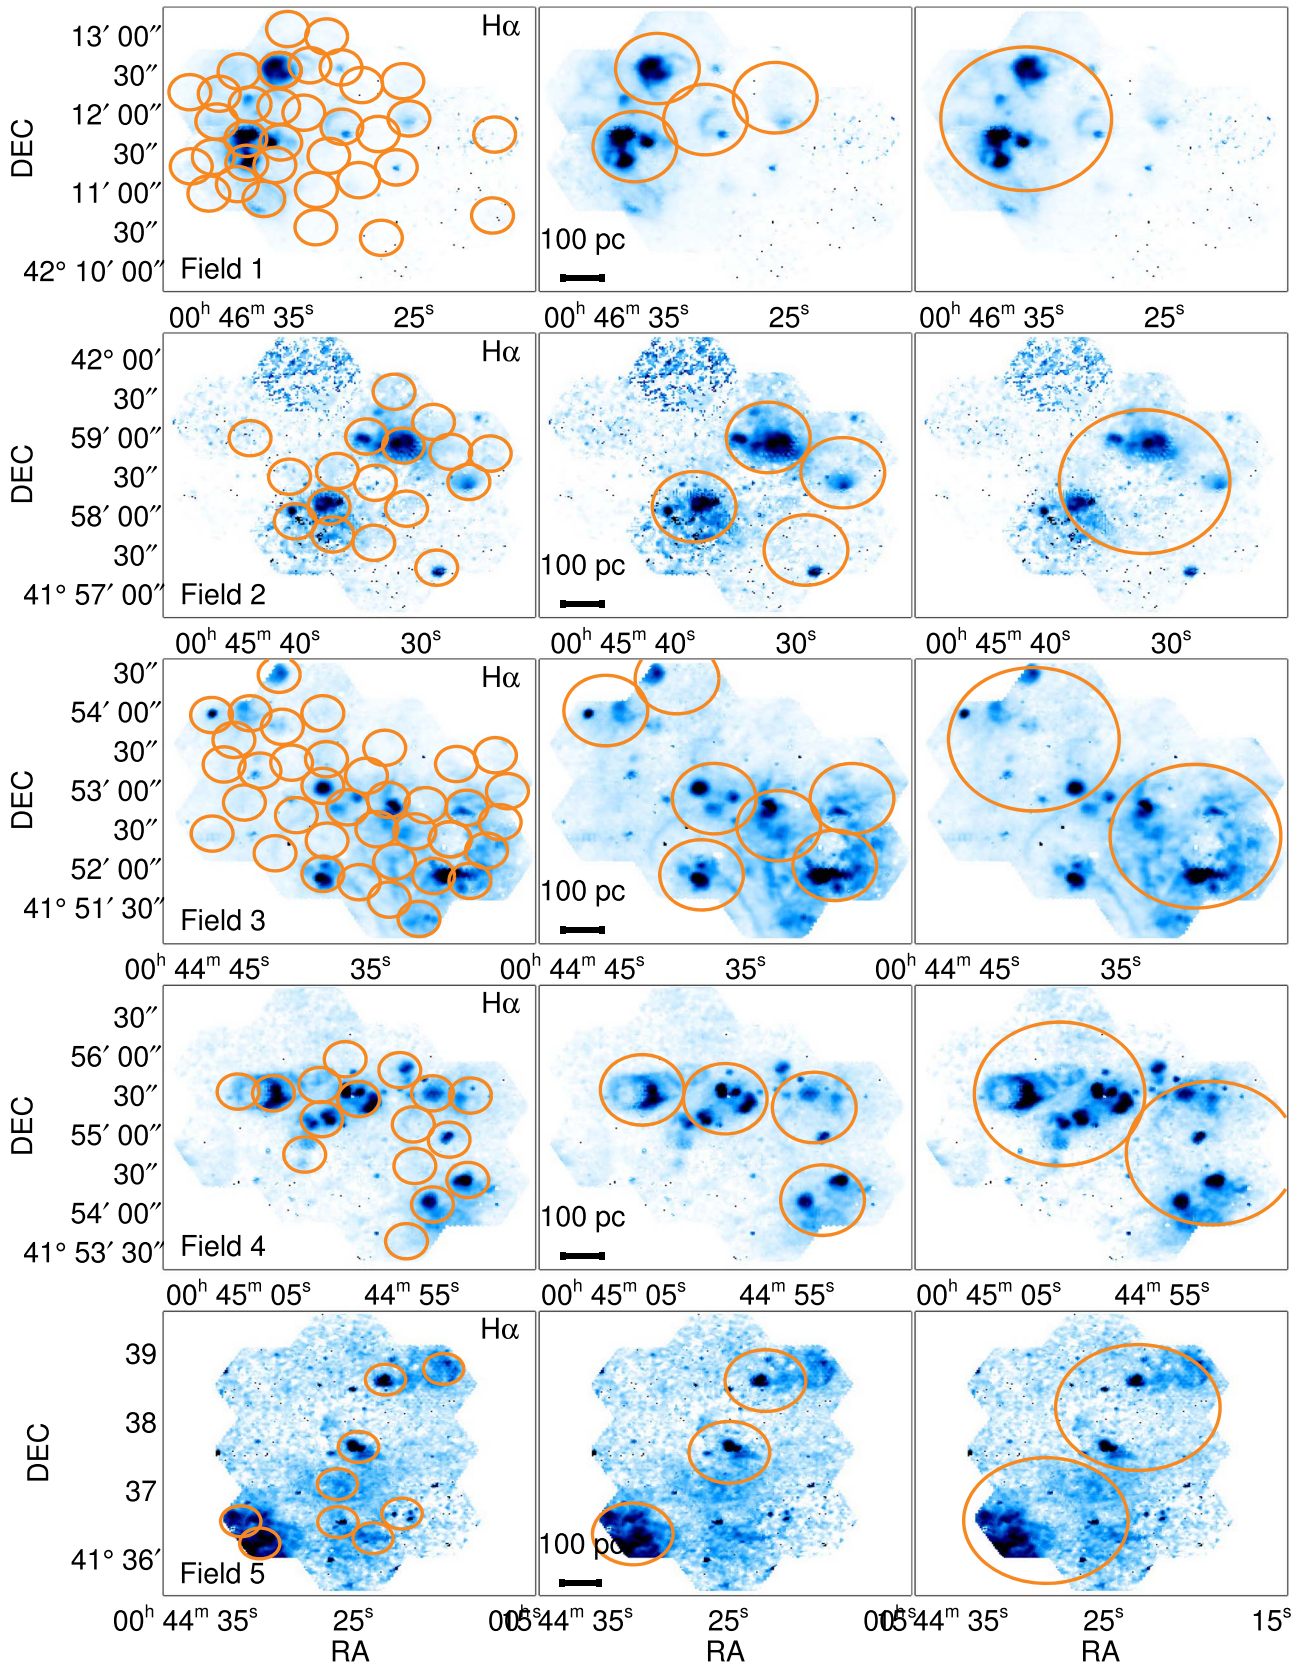 Hα
13′ 00″
30″
12′ 00″
30″
11′ 00″
30″
42° 10′ 00″
DEC
Field 1
100 pc
00ʰ 46ᵐ 35ˢ 25ˢ
00ʰ 46ᵐ 35ˢ 25ˢ
00ʰ 46ᵐ 35ˢ 25ˢ
Hα
42° 00′
30″
59′ 00″
30″
58′ 00″
30″
41° 57′ 00″
DEC
Field 2
100 pc
00ʰ 45ᵐ 40ˢ 30ˢ
00ʰ 45ᵐ 40ˢ 30ˢ
00ʰ 45ᵐ 40ˢ 30ˢ
Hα
30″
54′ 00″
30″
53′ 00″
30″
52′ 00″
41° 51′ 30″
DEC
Field 3
100 pc
00ʰ 44ᵐ 45ˢ 35ˢ
00ʰ 44ᵐ 45ˢ 35ˢ
00ʰ 44ᵐ 45ˢ 35ˢ
Hα
30″
56′ 00″
30″
55′ 00″
30″
54′ 00″
41° 53′ 30″
DEC
Field 4
100 pc
00ʰ 45ᵐ 05ˢ 44ᵐ 55ˢ
00ʰ 45ᵐ 05ˢ 44ᵐ 55ˢ
00ʰ 45ᵐ 05ˢ 44ᵐ 55ˢ
Hα
39
38
37
41° 36′
DEC
Field 5
100 pc
00ʰ 44ᵐ 35ˢ 25ˢ
35ˢ 25ˢ
44ᵐ 35ˢ 25ˢ 15ˢ
RA
RA
RA